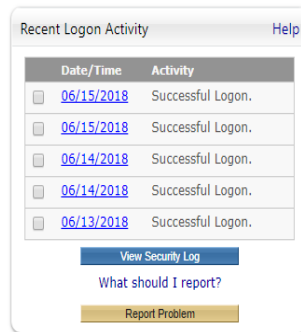 Recent Logon Activity Help
Date/Time Activity
06/15/2018 Successful Logon.
06/15/2018 Successful Logon.
06/14/2018 Successful Logon.
06/14/2018 Successful Logon.
06/13/2018 Successful Logon.
View Security Log
What should I report?
Report Problem